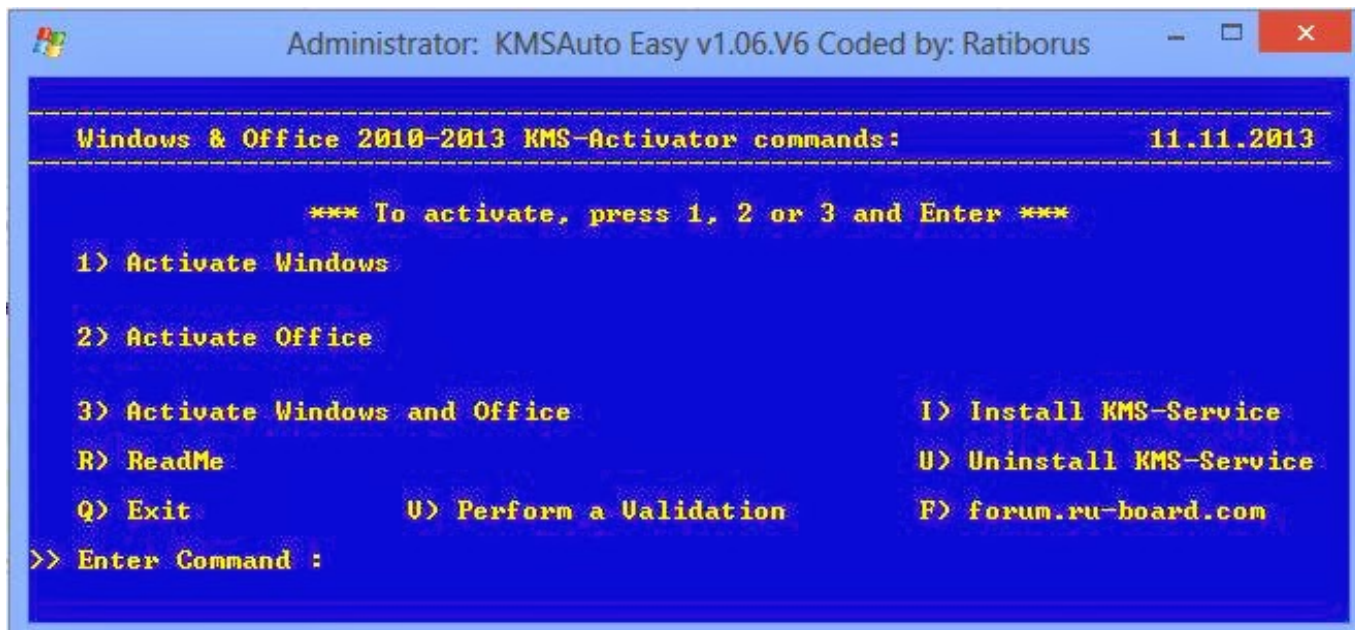 Administrator: KMSAuto Easy v1.06.V6 Coded by: Ratiborus
Windows & Office 2010-2013 KMS-Activator commands: 11.11.2013
*** To activate, press 1, 2 or 3 and Enter ***
1) Activate Windows
2) Activate Office
3) Activate Windows and Office I) Install KMS-Service
R) ReadMe U) Uninstall KMS-Service
Q) Exit V) Perform a Validation F) forum.ru-board.com
>> Enter Command :